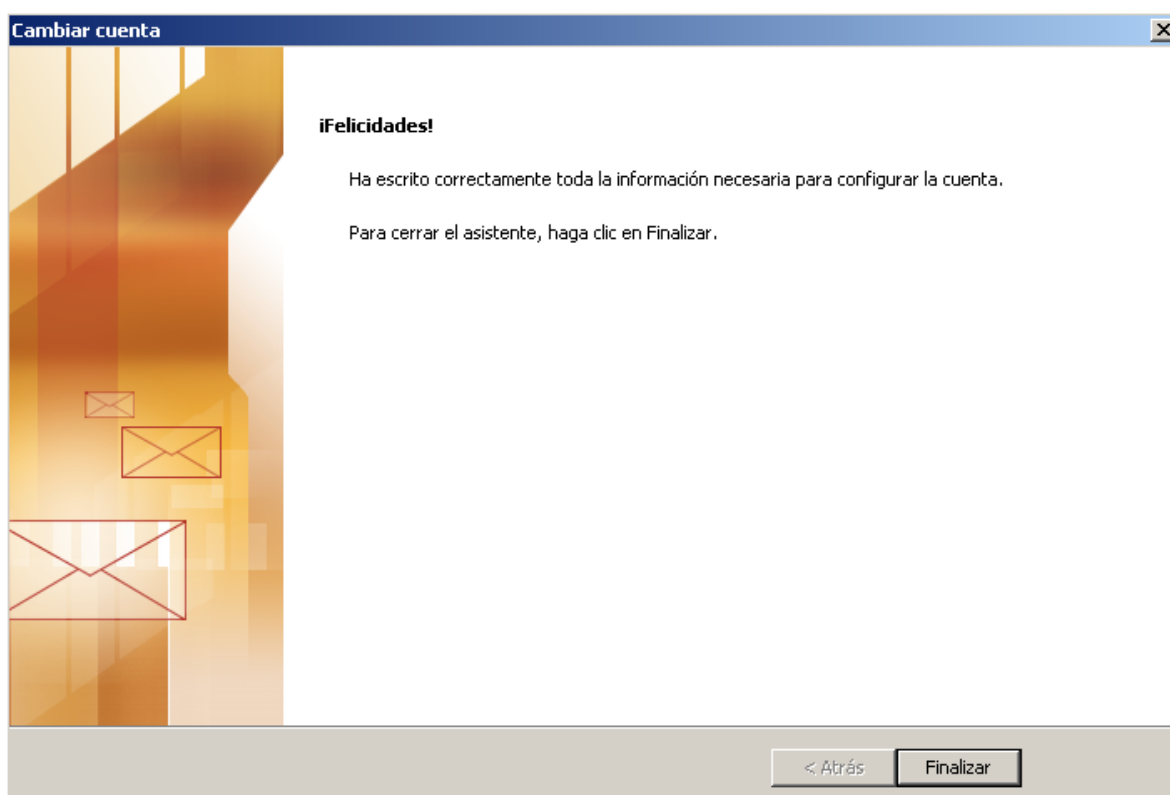 Cambiar cuenta
¡Felicidades!
Ha escrito correctamente toda la información necesaria para configurar la cuenta.
Para cerrar el asistente, haga clic en Finalizar.
< Atrás
Finalizar